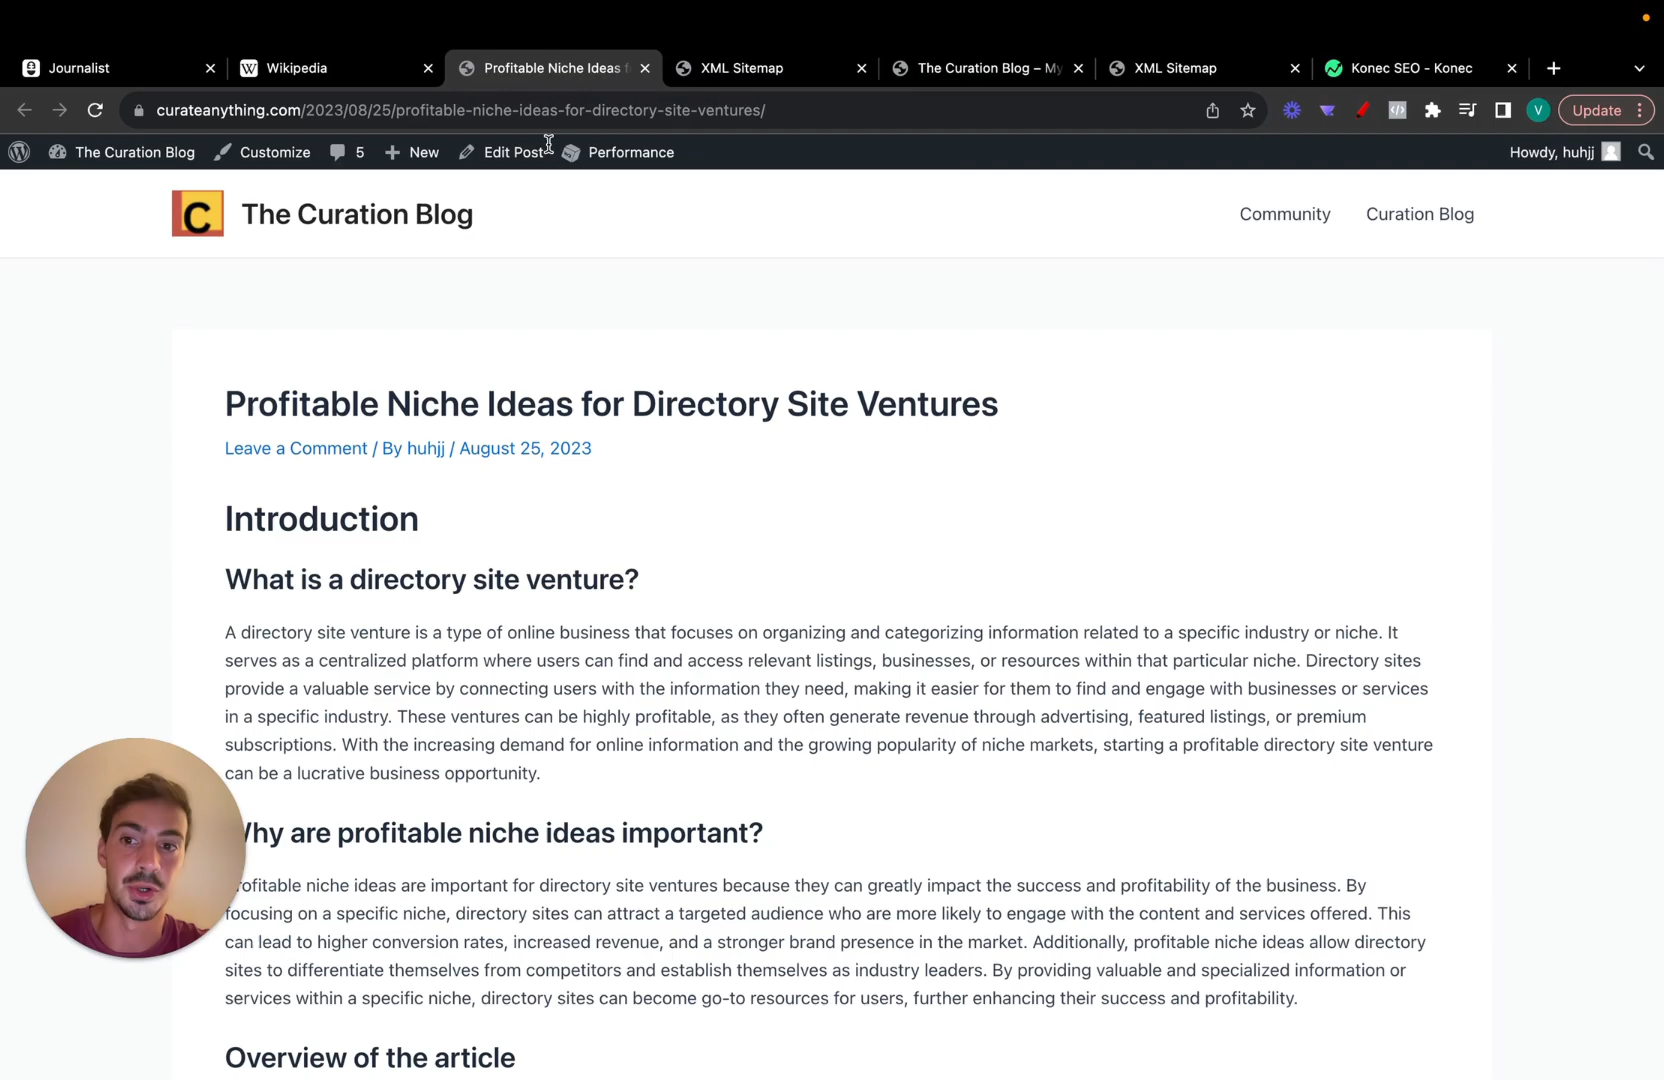 Journalist
Wikipedia
Profitable Niche Ideas f
XML Sitemap
The Curation Blog – My
XML Sitemap
Konec SEO - Konec
curateanything.com/2023/08/25/profitable-niche-ideas-for-directory-site-ventures/
V
Update
The Curation Blog
Customize
5
New
Edit Post
Performance
Howdy, huhjj
C
The Curation Blog
Community
Curation Blog
Profitable Niche Ideas for Directory Site Ventures
Leave a Comment / By huhjj / August 25, 2023
Introduction
What is a directory site venture?
A directory site venture is a type of online business that focuses on organizing and categorizing information related to a specific industry or niche. It
serves as a centralized platform where users can find and access relevant listings, businesses, or resources within that particular niche. Directory sites
provide a valuable service by connecting users with the information they need, making it easier for them to find and engage with businesses or services
in a specific industry. These ventures can be highly profitable, as they often generate revenue through advertising, featured listings, or premium
subscriptions. With the increasing demand for online information and the growing popularity of niche markets, starting a profitable directory site venture
can be a lucrative business opportunity.
hy are profitable niche ideas important?
rofitable niche ideas are important for directory site ventures because they can greatly impact the success and profitability of the business. By
focusing on a specific niche, directory sites can attract a targeted audience who are more likely to engage with the content and services offered. This
can lead to higher conversion rates, increased revenue, and a stronger brand presence in the market. Additionally, profitable niche ideas allow directory
sites to differentiate themselves from competitors and establish themselves as industry leaders. By providing valuable and specialized information or
services within a specific niche, directory sites can become go-to resources for users, further enhancing their success and profitability.
Overview of the article